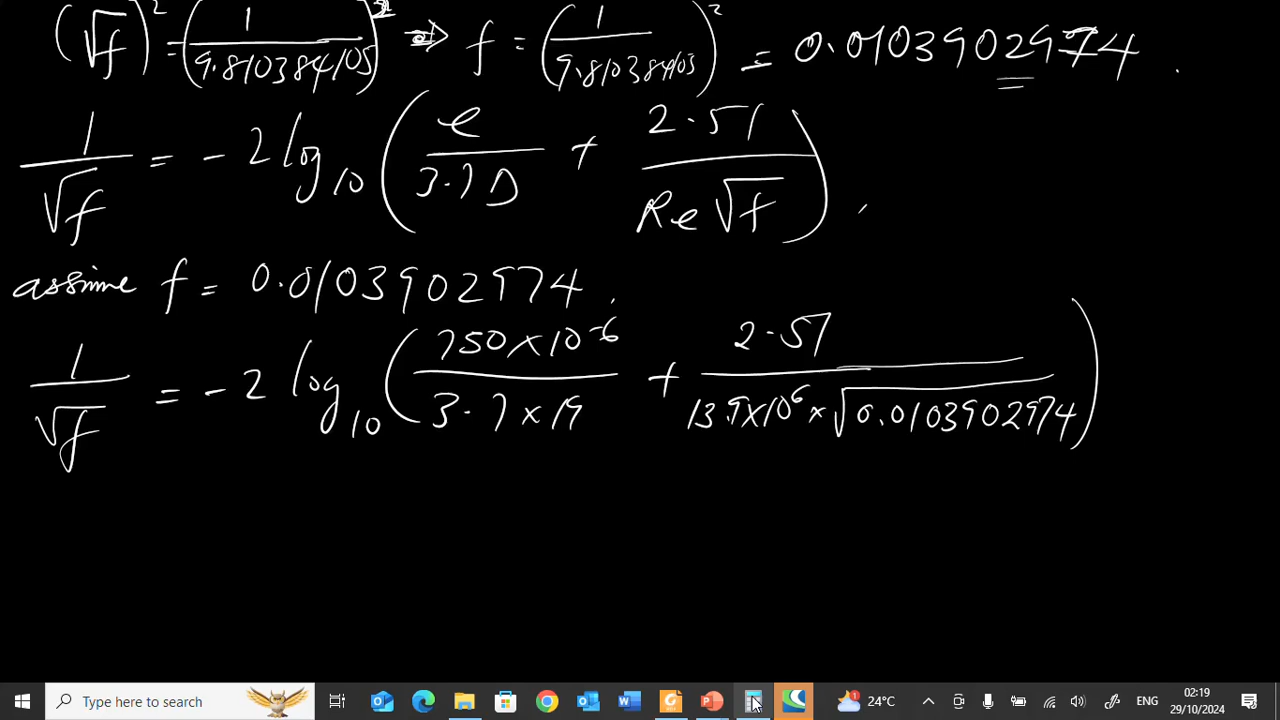 (√f)² = (1/9.810384105)² ⇒ f = (1/9.810384105)² = 0.0103902974.
1/√f = -2 log₁₀(e/3.7D + 2.51/Re√f),
assume f = 0.0103902974.
1/√f = -2 log₁₀(750×10⁻⁶/3.7×19 + 2.51/13.9×10⁶×√0.0103902974)
Type here to search
24°C
ENG
02:19
29/10/2024